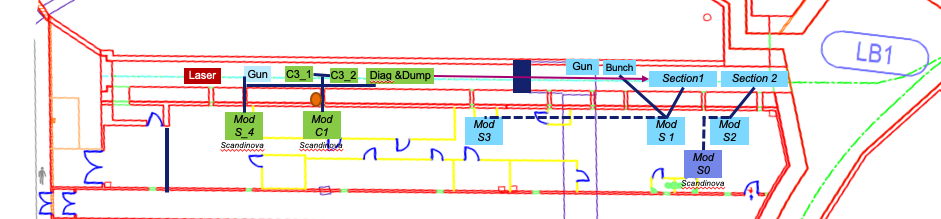 LB1
Laser
Gun
C3_1
C3_2
Diag &Dump
Gun
Bunch
Section1
Section 2
Mod
S_4
Scandinova
Mod
C1
Scandinova
Mod
S3
Mod
S 1
Mod
S2
Mod
S0
Scandinova